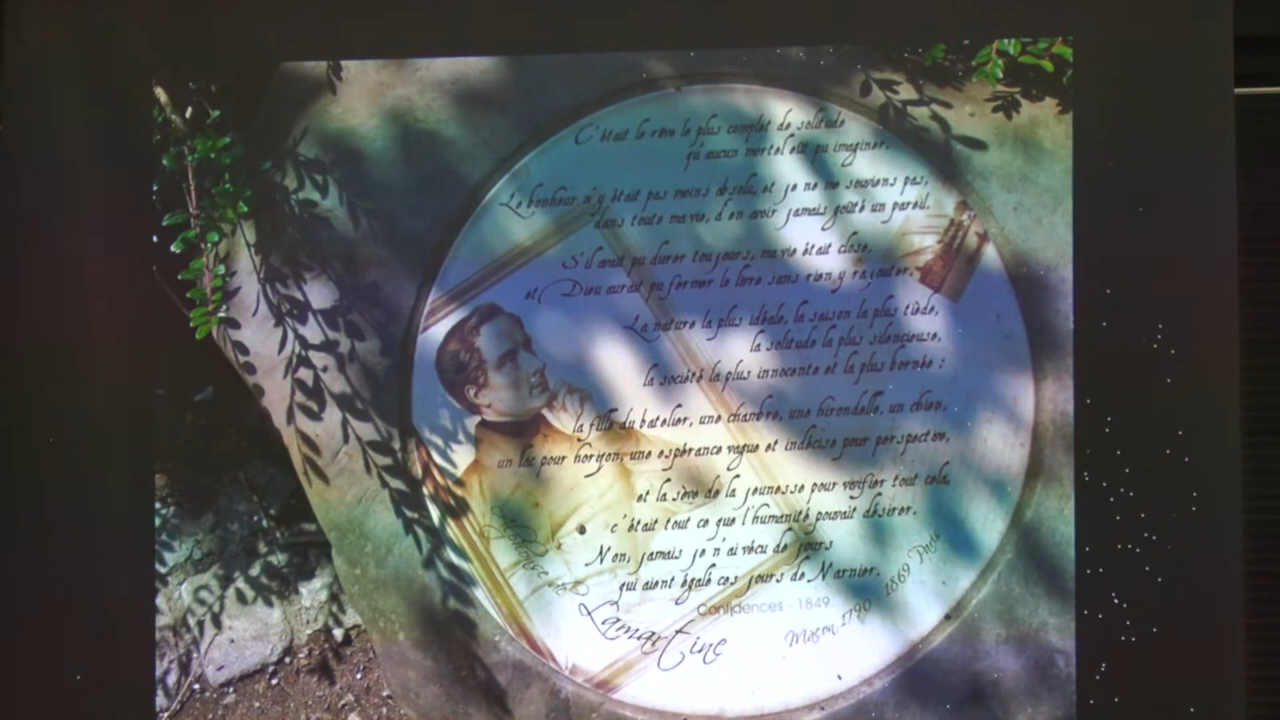 C'était le rêve le plus complet de solitude
qu'aucun mortel eût pu imaginer.
Le bonheur n'y était pas moins absolu, et je ne me souviens pas,
dans toute ma vie, d'en avoir jamais goûté un pareil.
S'il avait pu durer toujours, ma vie était close,
et Dieu aurait pu fermer le livre sans rien y rajouter.
La nature la plus idéale, la saison la plus tiède,
la solitude la plus silencieuse,
la société la plus innocente et la plus bornée :
la fille du batelier, une chambre, une hirondelle, un chien,
un lac pour horizon, une espérance vague et indécise pour perspective,
et la sève de la jeunesse pour vivifier tout cela,
c'était tout ce que l'humanité pouvait désirer.
Non, jamais je n'ai vécu de jours
qui aient égalé ces jours de Narnier.
Confidences - 1849.
Alphonse de
Lamartine
Mâcon 1790 1869 Paris